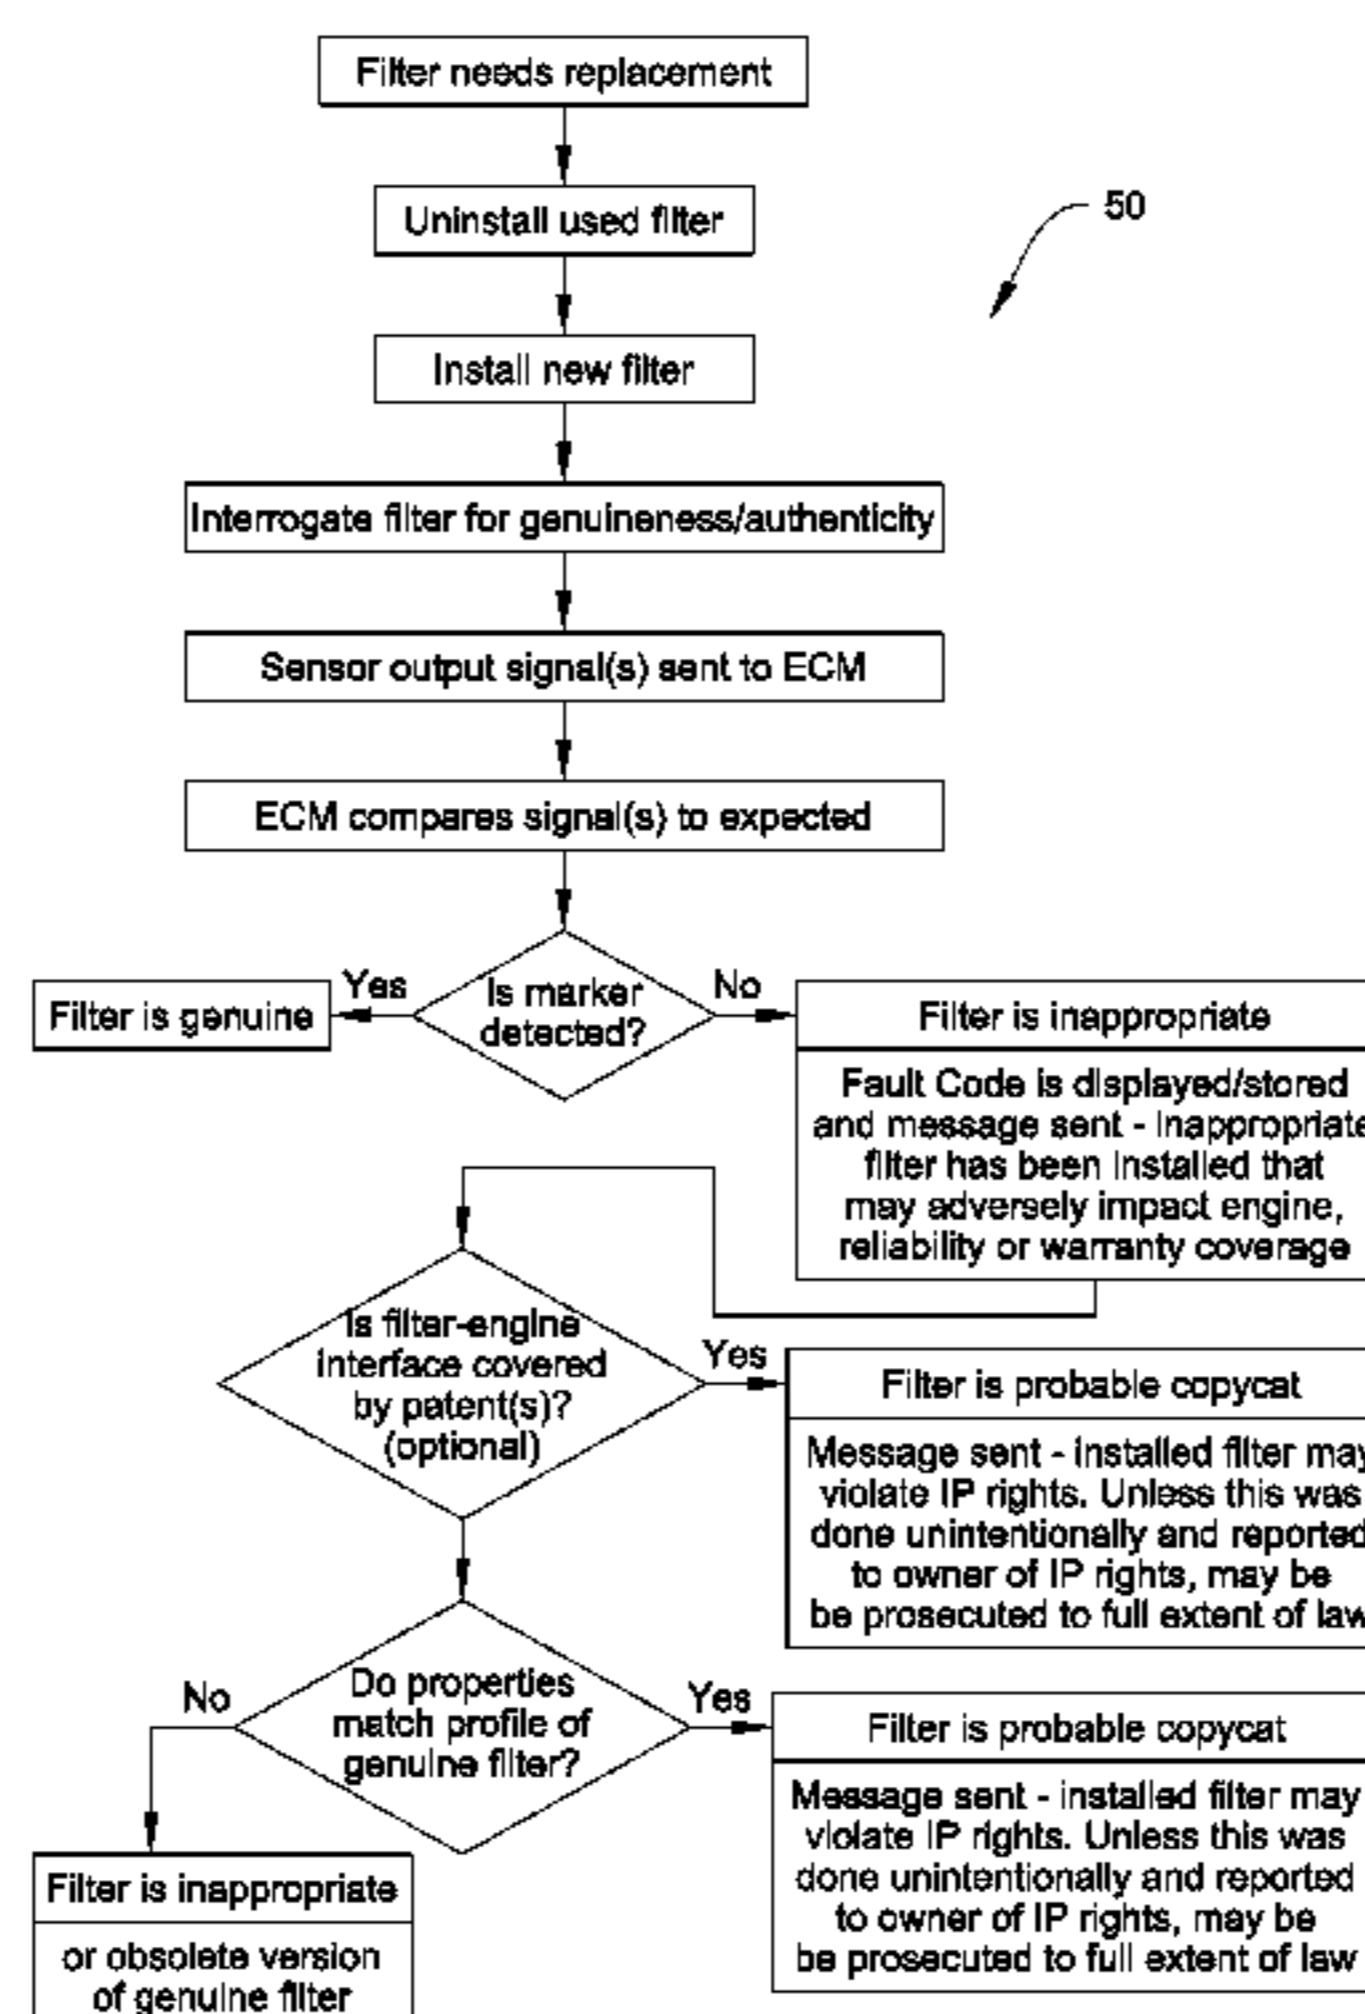 Filter needs replacement
50
Uninstall used filter
Install new filter
Interrogate filter for genuineness/authenticity
Sensor output signal(s) sent to ECM
ECM compares signal(s) to expected
Is marker
detected?
Yes
No
Filter is genuine
Filter is inappropriate
Fault Code is displayed/stored
and message sent - Inappropriate
filter has been installed that
may adversely impact engine,
reliability or warranty coverage
Is filter-engine
interface covered
by patent(s)?
(optional)
Yes
Filter is probable copycat
Message sent - installed filter may
violate IP rights. Unless this was
done unintentionally and reported
to owner of IP rights, may be
be prosecuted to full extent of law
Do properties
match profile of
genuine filter?
No
Yes
Filter is probable copycat
Message sent - installed filter may
violate IP rights. Unless this was
done unintentionally and reported
to owner of IP rights, may be
be prosecuted to full extent of law
Filter is inappropriate
or obsolete version
of genuine filter